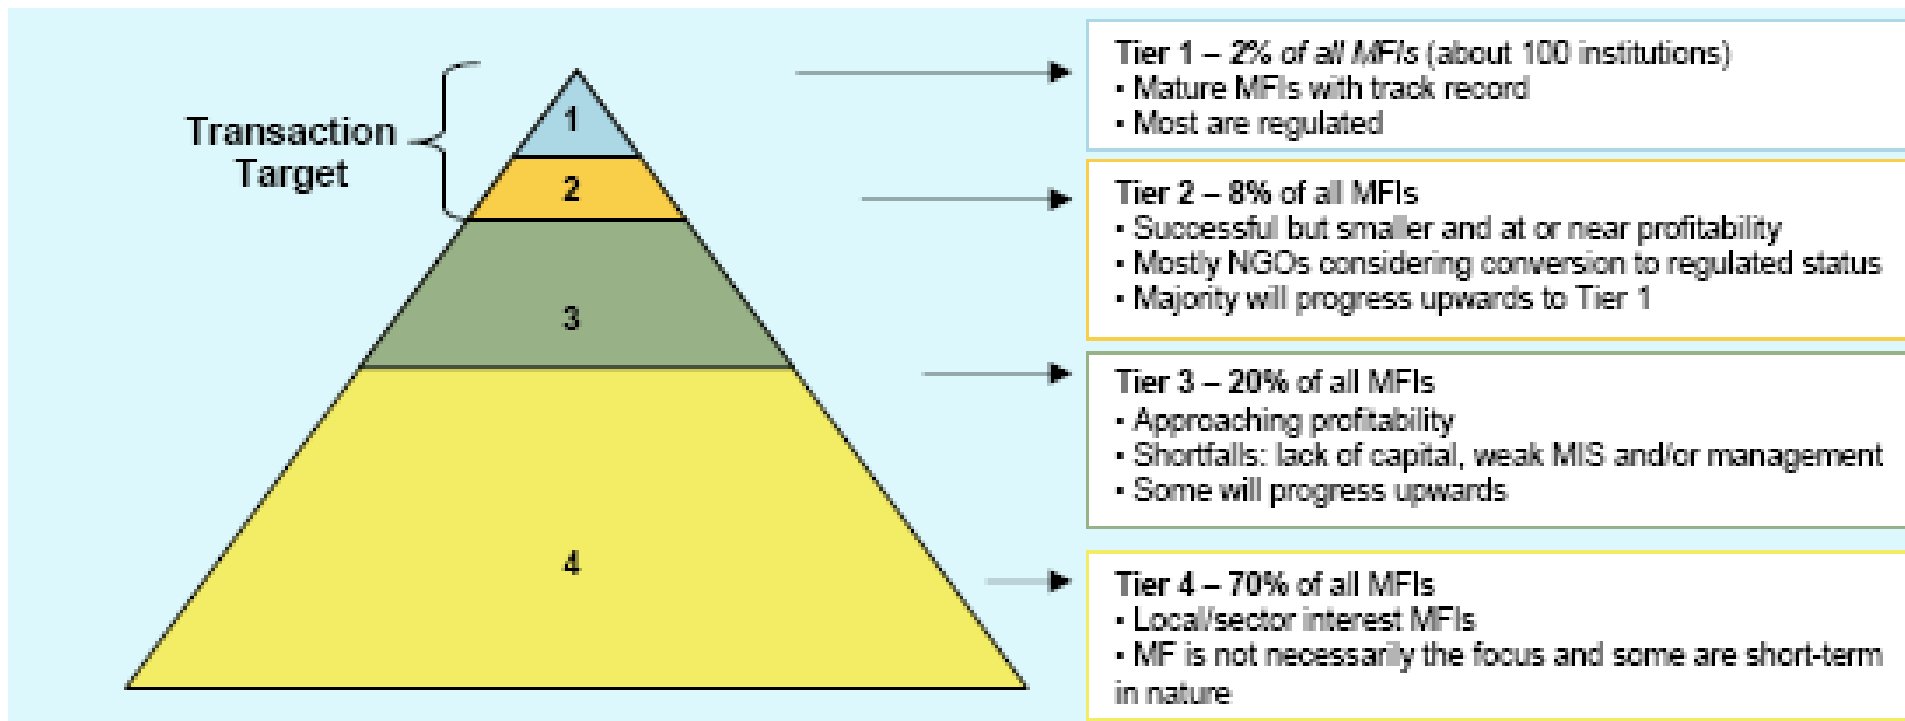 Transaction
Target
1
2
3
4
Tier 1 – 2% of all MFIs (about 100 institutions)
▪ Mature MFIs with track record
▪ Most are regulated
Tier 2 – 8% of all MFIs
▪ Successful but smaller and at or near profitability
▪ Mostly NGOs considering conversion to regulated status
▪ Majority will progress upwards to Tier 1
Tier 3 – 20% of all MFIs
▪ Approaching profitability
▪ Shortfalls: lack of capital, weak MIS and/or management
▪ Some will progress upwards
Tier 4 – 70% of all MFIs
▪ Local/sector interest MFIs
▪ MF is not necessarily the focus and some are short-term
in nature